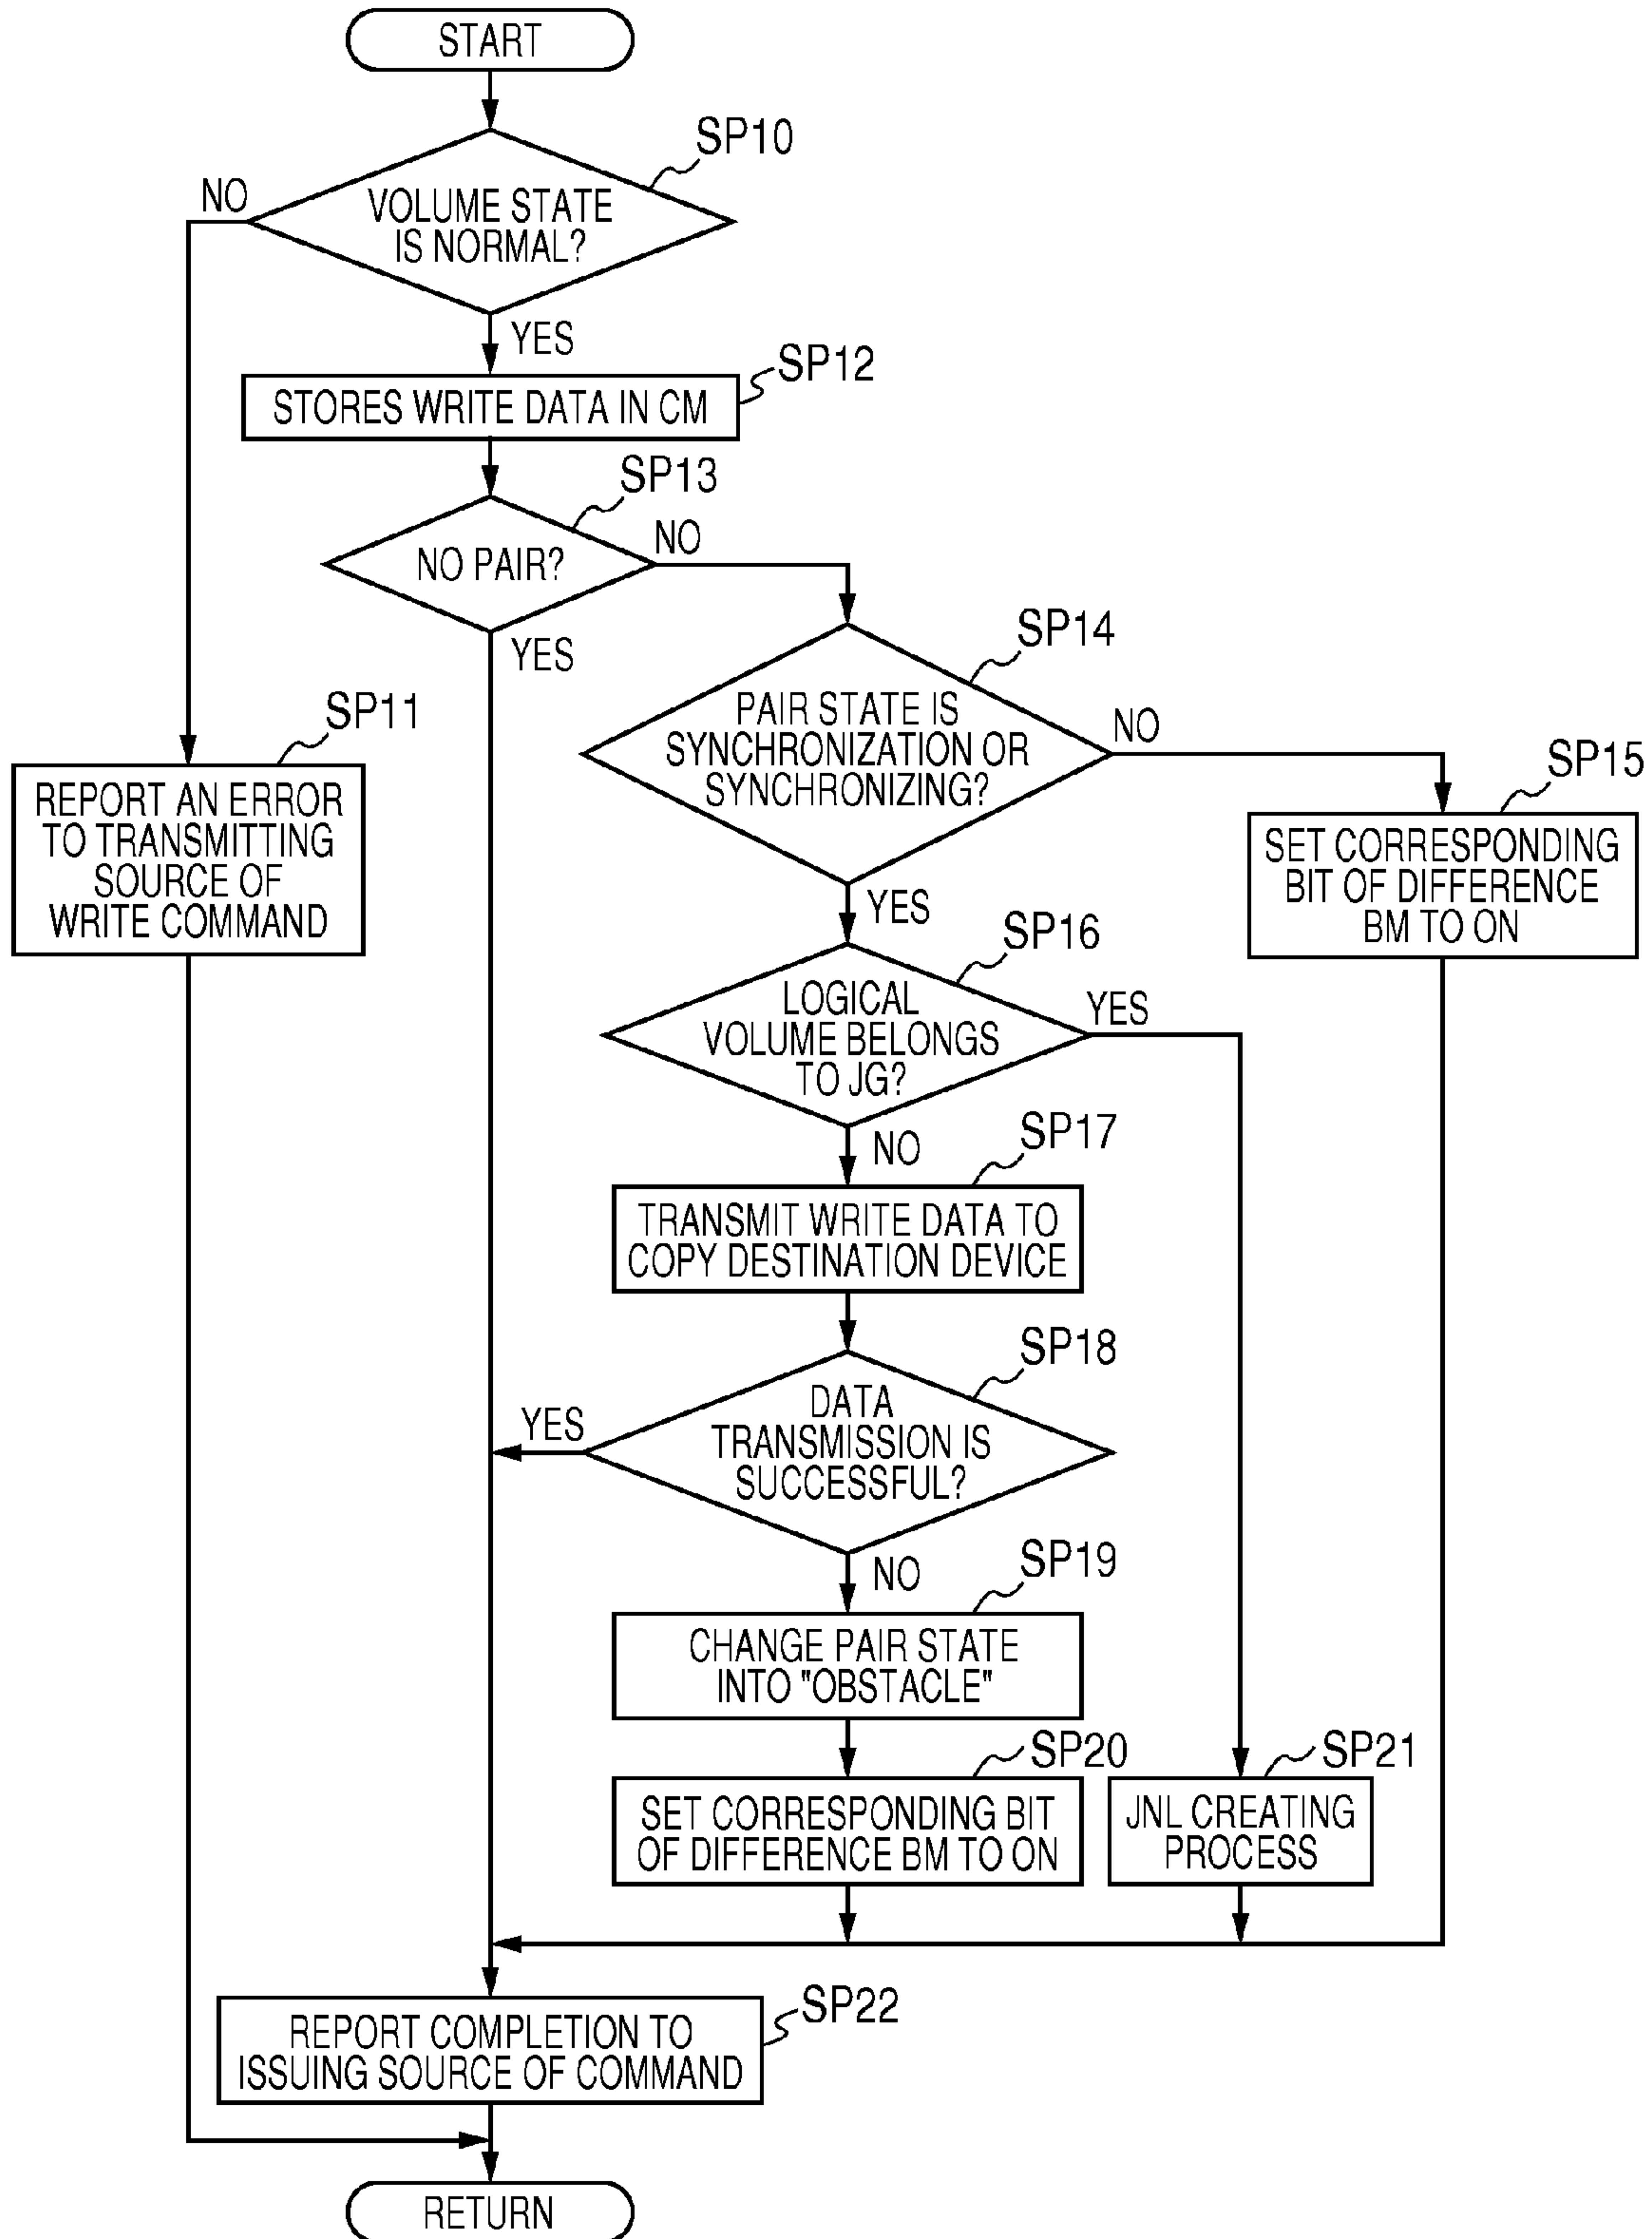 START
SP10
NO
VOLUME STATE
IS NORMAL?
YES
SP12
STORES WRITE DATA IN CM
SP13
NO PAIR?
NO
YES
SP14
PAIR STATE IS
SYNCHRONIZATION OR
SYNCHRONIZING?
NO
YES
SP11
REPORT AN ERROR
TO TRANSMITTING
SOURCE OF
WRITE COMMAND
SP15
SET CORRESPONDING
BIT OF DIFFERENCE
BM TO ON
SP16
LOGICAL
VOLUME BELONGS
TO JG?
YES
NO
SP17
TRANSMIT WRITE DATA TO
COPY DESTINATION DEVICE
SP18
DATA
TRANSMISSION IS
SUCCESSFUL?
YES
NO
SP19
CHANGE PAIR STATE
INTO "OBSTACLE"
SP20
SET CORRESPONDING BIT
OF DIFFERENCE BM TO ON
SP21
JNL CREATING
PROCESS
SP22
REPORT COMPLETION TO
ISSUING SOURCE OF COMMAND
RETURN